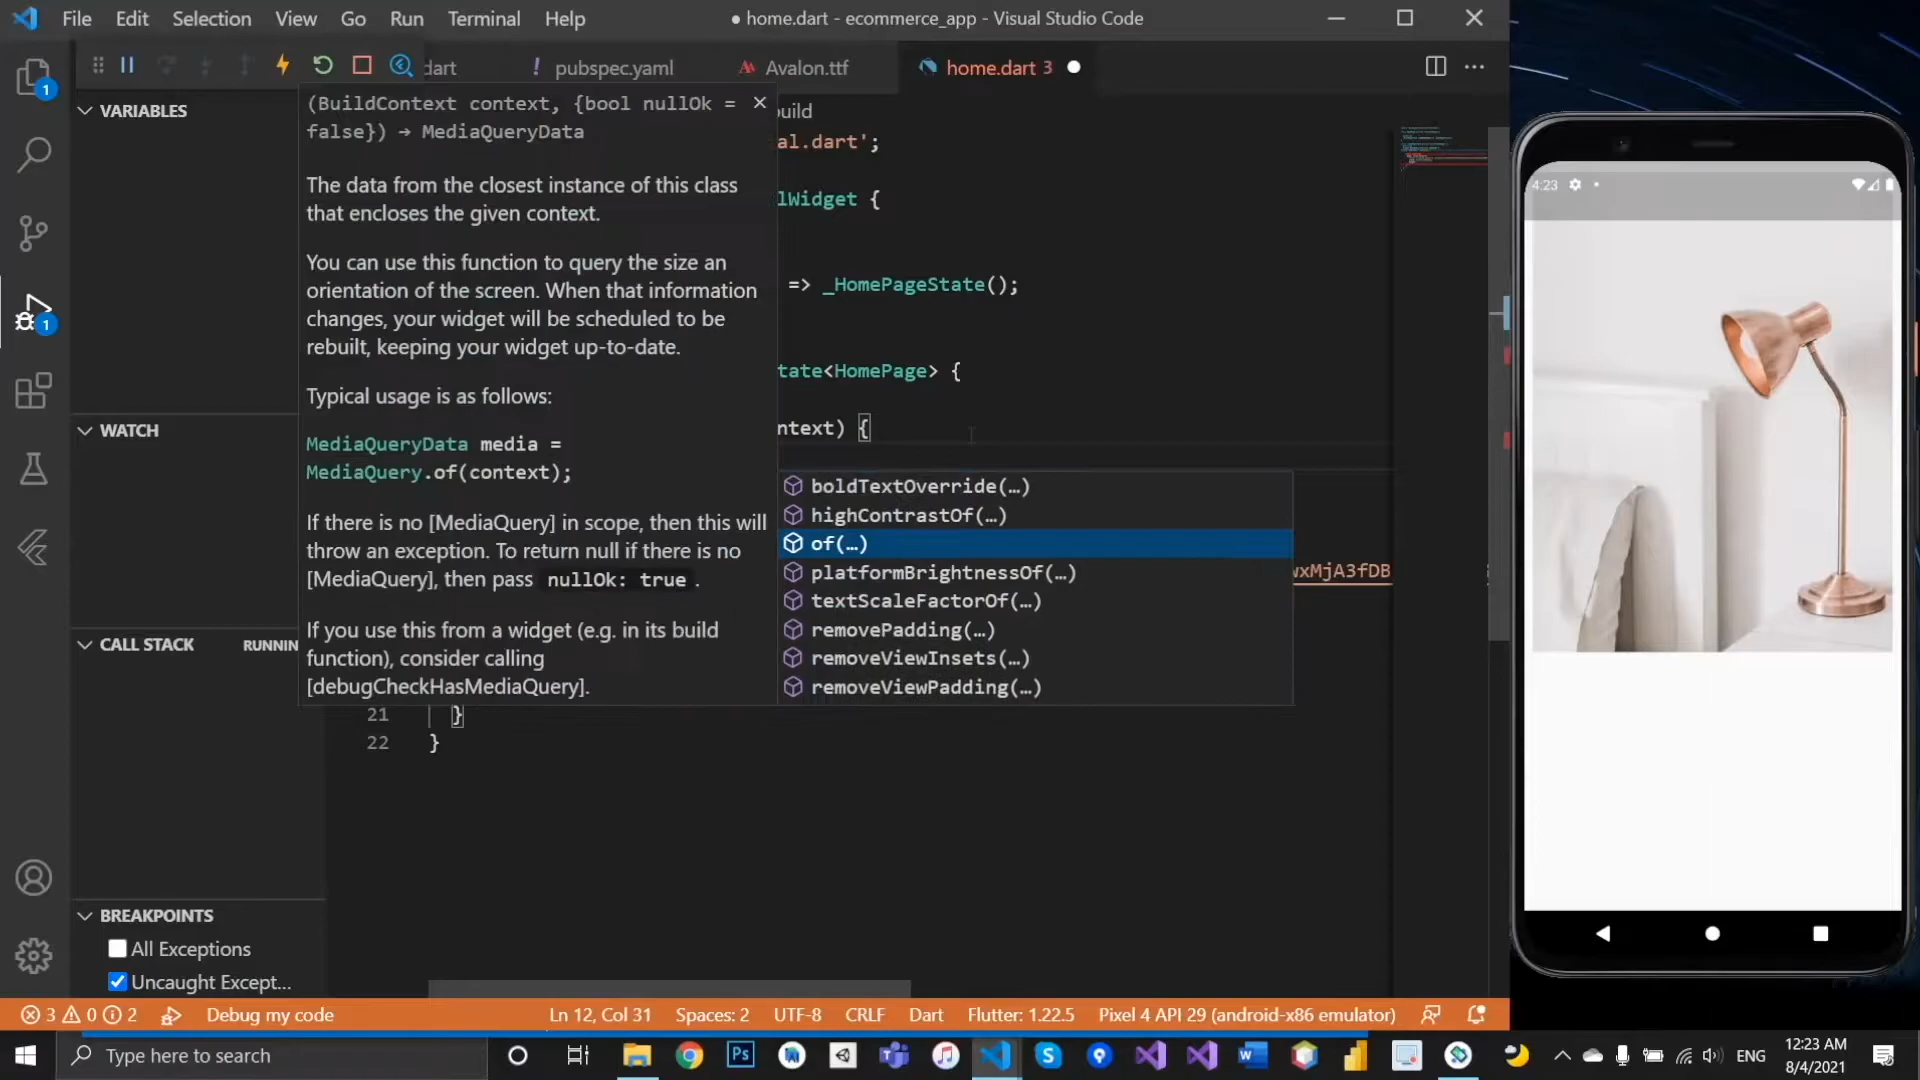 File Edit Selection View Go Run Terminal Help
● home.dart - ecommerce_app - Visual Studio Code
dart
! pubspec.yaml
Avalon.ttf
home.dart 3
1
VARIABLES
(BuildContext context, {bool nullOk =
false}) → MediaQueryData
The data from the closest instance of this class
that encloses the given context.
You can use this function to query the size an
orientation of the screen. When that information
changes, your widget will be scheduled to be
rebuilt, keeping your widget up-to-date.
Typical usage is as follows:
MediaQueryData media =
MediaQuery.of(context);
If there is no [MediaQuery] in scope, then this will
throw an exception. To return null if there is no
[MediaQuery], then pass nullOk: true .
If you use this from a widget (e.g. in its build
function), consider calling
[debugCheckHasMediaQuery].
uild
al.dart';
lWidget {
=> _HomePageState();
tate<HomePage> {
ntext) {
boldTextOverride(…)
highContrastOf(…)
of(…)
platformBrightnessOf(…)
textScaleFactorOf(…)
removePadding(…)
removeViewInsets(…)
removeViewPadding(…)
wxMjA3fDB
1
WATCH
CALL STACK RUNNIN
21 }
22 }
BREAKPOINTS
All Exceptions
Uncaught Except...
4:23
3 0 2 Debug my code
Ln 12, Col 31 Spaces: 2 UTF-8 CRLF Dart Flutter: 1.22.5 Pixel 4 API 29 (android-x86 emulator)
Type here to search
Ps
ENG
12:23 AM
8/4/2021